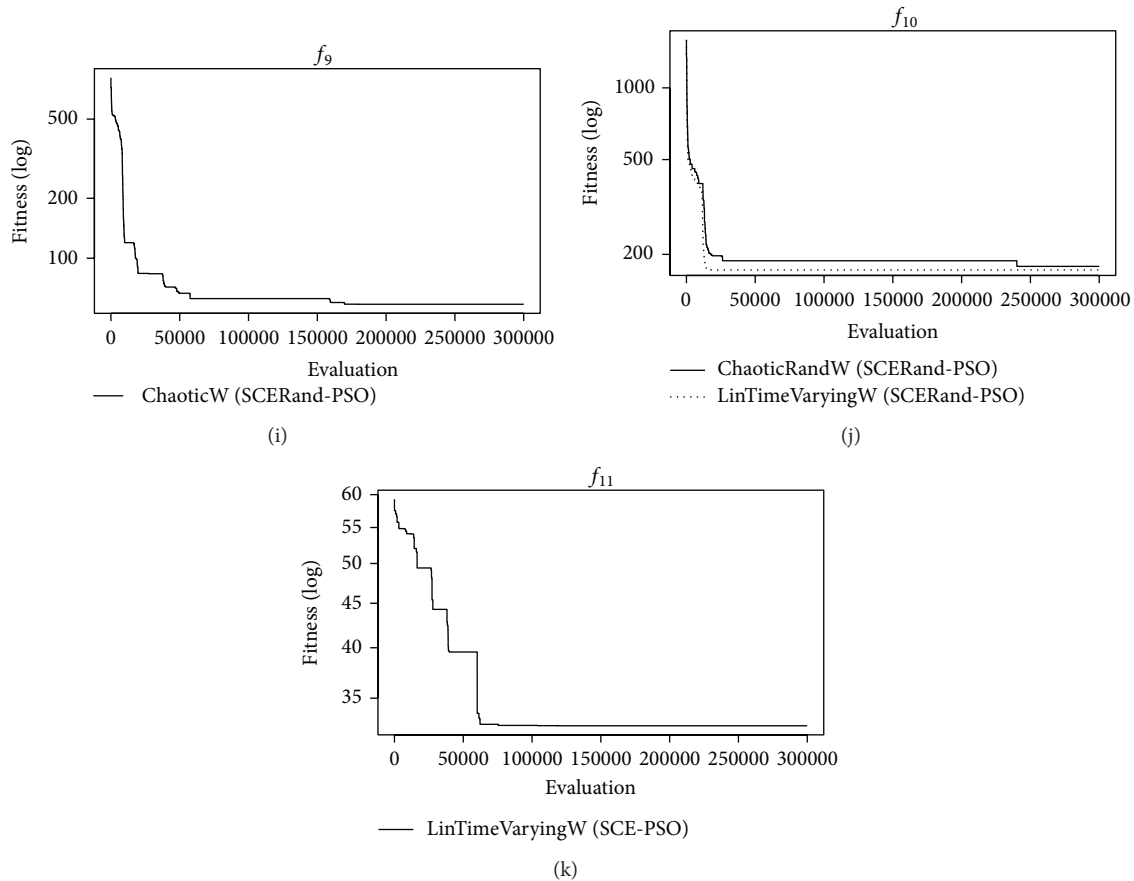 f9
500
200
100
Fitness (log)
0 50000 100000 150000 200000 250000 300000
Evaluation
ChaoticW (SCERand-PSO)
(i)
f10
1000
500
200
Fitness (log)
0 50000 100000 150000 200000 250000 300000
Evaluation
ChaoticRandW (SCERand-PSO)
LinTimeVaryingW (SCERand-PSO)
(j)
f11
60
55
50
45
40
35
Fitness (log)
0 50000 100000 150000 200000 250000 300000
Evaluation
LinTimeVaryingW (SCE-PSO)
(k)